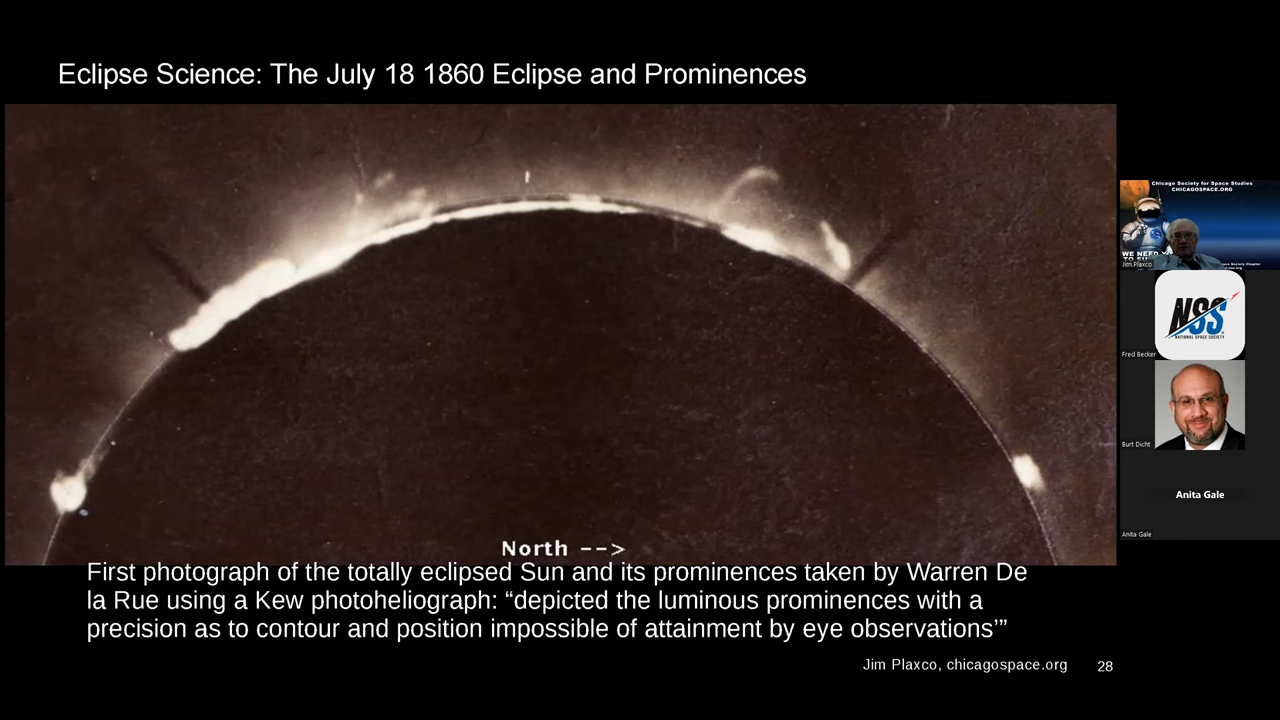 Eclipse Science: The July 18 1860 Eclipse and Prominences
North -->
First photograph of the totally eclipsed Sun and its prominences taken by Warren De
la Rue using a Kew photoheliograph: “depicted the luminous prominences with a
precision as to contour and position impossible of attainment by eye observations’”
Jim Plaxco, chicagospace.org 28
Chicago Society for Space Studies
CHICAGOSPACE.ORG
WE NEED
Jim Plaxco
NSS
NATIONAL SPACE SOCIETY
Fred Becker
Burt Dicht
Anita Gale
Anita Gale